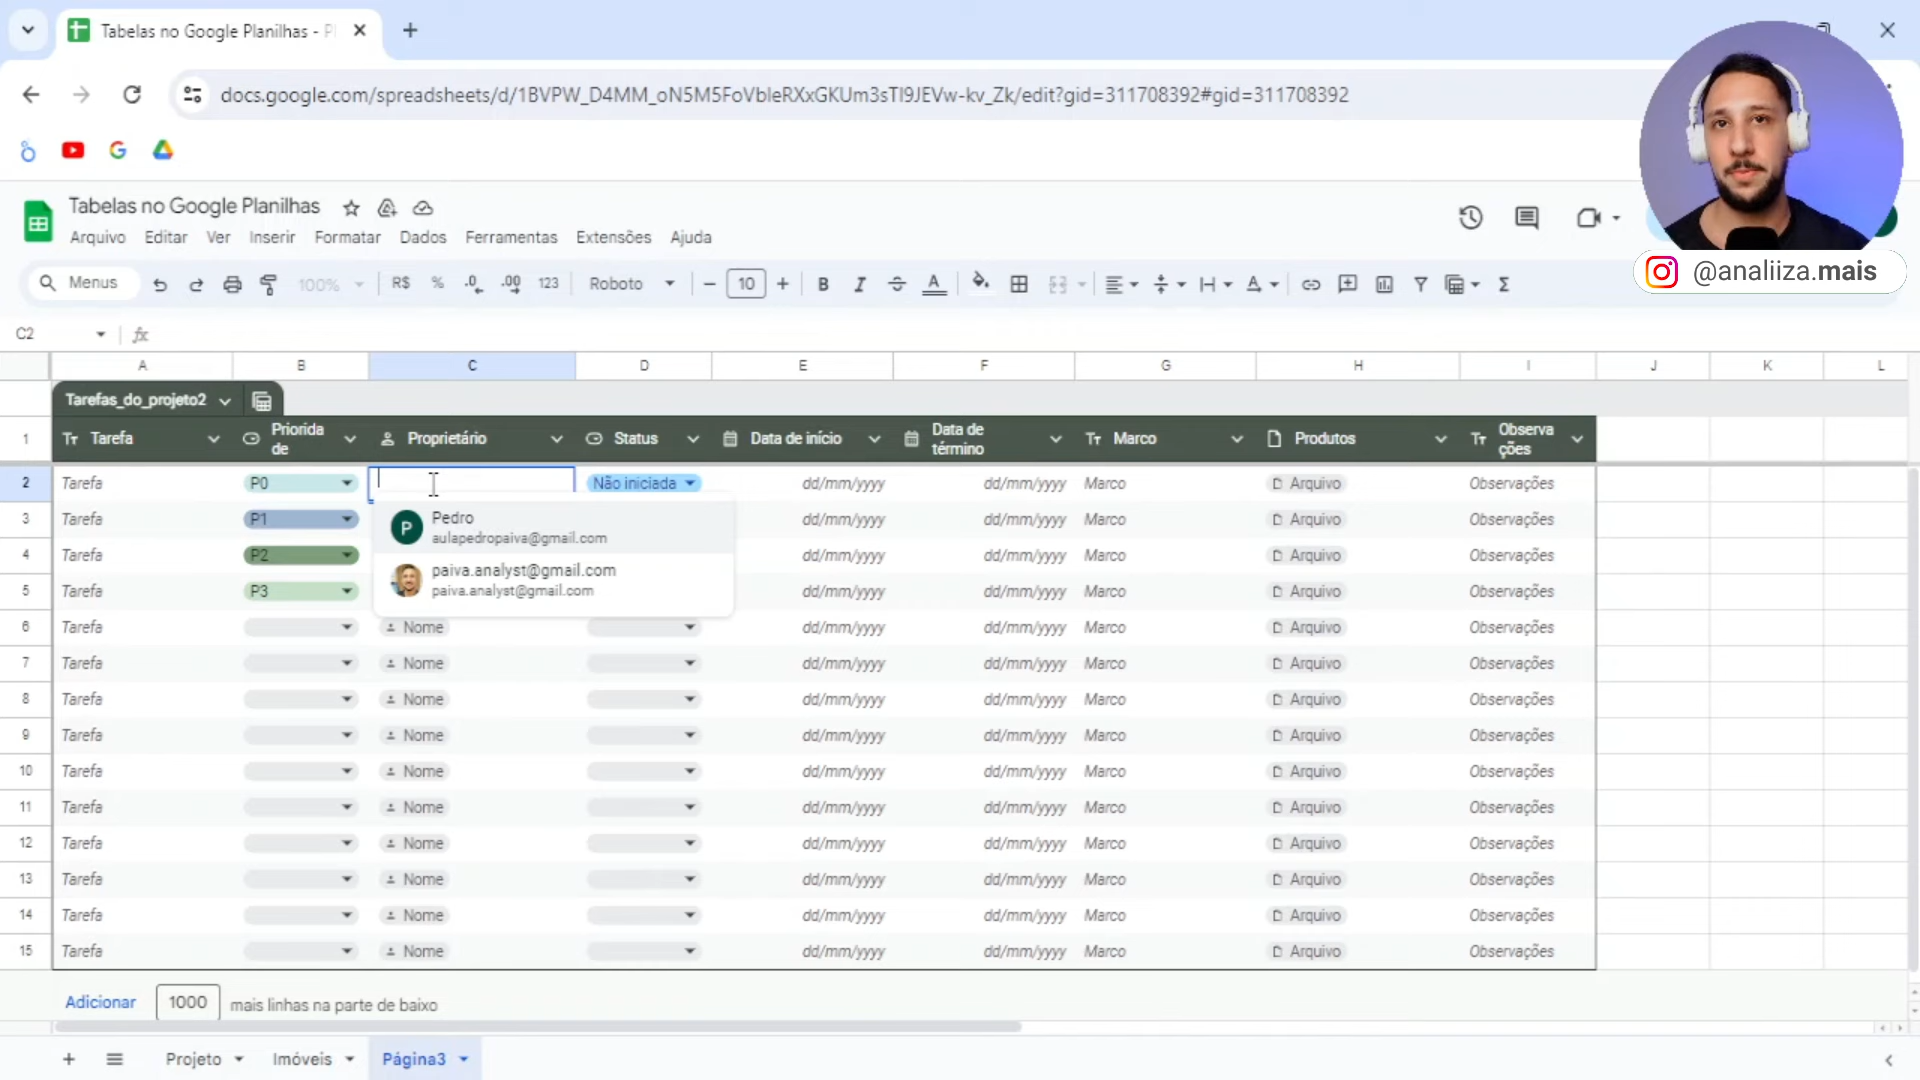 Tabelas no Google Planilhas - P
docs.google.com/spreadsheets/d/1BVPW_D4MM_oN5M5FoVbleRXxGKUm3sTl9JEVw-kv_Zk/edit?gid=311708392#gid=311708392
Tabelas no Google Planilhas
Arquivo Editar Ver Inserir Formatar Dados Ferramentas Extensões Ajuda
@analiiza.mais
Menus 100% R$ % .0 .00 123 Roboto 10 B I A
C2 fx
A B C D E F G H I J K L
Tarefas_do_projeto2
1 Tarefa Priorida de Proprietário Status Data de início Data de término Marco Produtos Observa ções
2 Tarefa P0 Não iniciada dd/mm/yyyy dd/mm/yyyy Marco Arquivo Observações
3 Tarefa P1 dd/mm/yyyy dd/mm/yyyy Marco Arquivo Observações
P Pedro
aulapedropaiva@gmail.com
4 Tarefa P2 dd/mm/yyyy dd/mm/yyyy Marco Arquivo Observações
paiva.analyst@gmail.com
paiva.analyst@gmail.com
5 Tarefa P3 dd/mm/yyyy dd/mm/yyyy Marco Arquivo Observações
6 Tarefa Nome dd/mm/yyyy dd/mm/yyyy Marco Arquivo Observações
7 Tarefa Nome dd/mm/yyyy dd/mm/yyyy Marco Arquivo Observações
8 Tarefa Nome dd/mm/yyyy dd/mm/yyyy Marco Arquivo Observações
9 Tarefa Nome dd/mm/yyyy dd/mm/yyyy Marco Arquivo Observações
10 Tarefa Nome dd/mm/yyyy dd/mm/yyyy Marco Arquivo Observações
11 Tarefa Nome dd/mm/yyyy dd/mm/yyyy Marco Arquivo Observações
12 Tarefa Nome dd/mm/yyyy dd/mm/yyyy Marco Arquivo Observações
13 Tarefa Nome dd/mm/yyyy dd/mm/yyyy Marco Arquivo Observações
14 Tarefa Nome dd/mm/yyyy dd/mm/yyyy Marco Arquivo Observações
15 Tarefa Nome dd/mm/yyyy dd/mm/yyyy Marco Arquivo Observações
Adicionar 1000 mais linhas na parte de baixo
Projeto Imóveis Página3